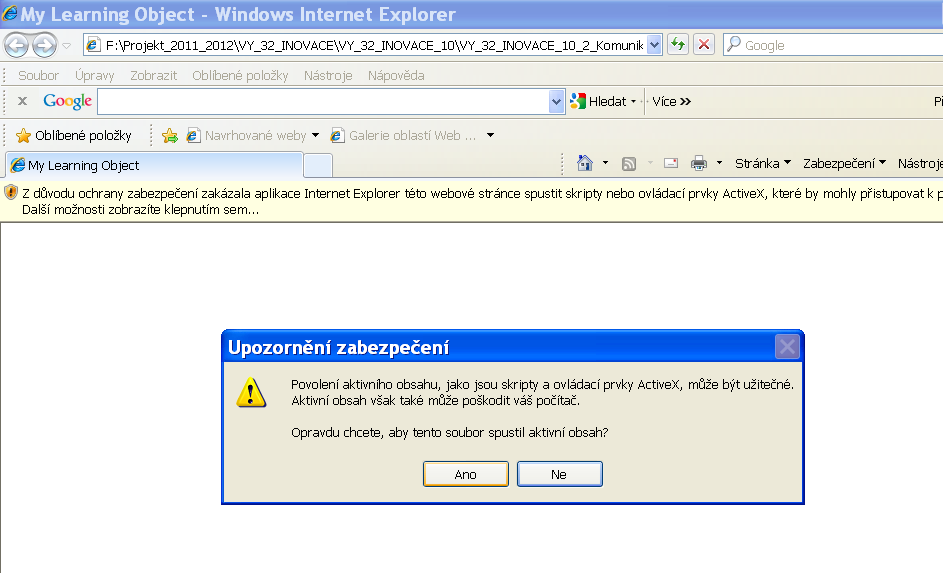 My Learning Object - Windows Internet Explorer
F:\Projekt_2011_2012\VY_32_INOVACE\VY_32_INOVACE_10\VY_32_INOVACE_10_2_Komunik
Google
Soubor Úpravy Zobrazit Oblíbené položky Nástroje Nápověda
x Google Hledat Více »
Oblíbené položky Navrhované weby Galerie oblastí Web ...
My Learning Object Stránka Zabezpečení Nástroje
Z důvodu ochrany zabezpečení zakázala aplikace Internet Explorer této webové stránce spustit skripty nebo ovládací prvky ActiveX, které by mohly přistupovat k p
Další možnosti zobrazíte klepnutím sem...
Upozornění zabezpečení
Povolení aktivního obsahu, jako jsou skripty a ovládací prvky ActiveX, může být užitečné.
Aktivní obsah však také může poškodit váš počítač.
Opravdu chcete, aby tento soubor spustil aktivní obsah?
Ano Ne